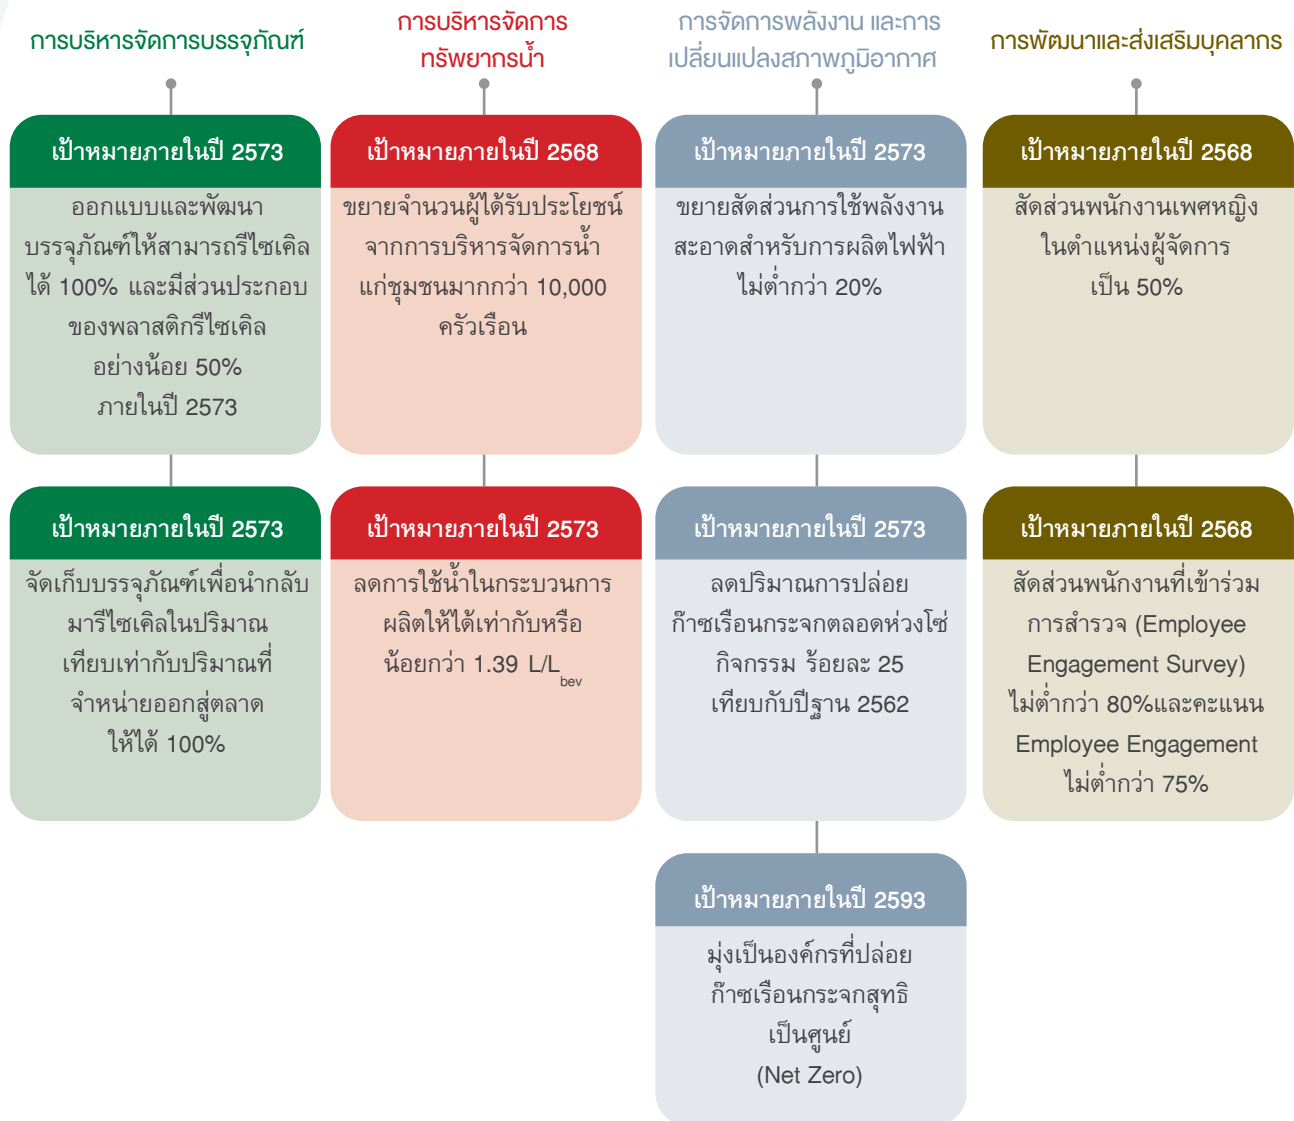 การบริหารจัดการบรรจุภัณฑ์
เป้าหมายภายในปี 2573
ออกแบบและพัฒนา
บรรจุภัณฑ์ให้สามารถรีไซเคิล
ได้ 100% และมีส่วนประกอบ
ของพลาสติกรีไซเคิล
อย่างน้อย 50%
ภายในปี 2573
เป้าหมายภายในปี 2573
จัดเก็บบรรจุภัณฑ์เพื่อนำกลับ
มารีไซเคิลในปริมาณ
เทียบเท่ากับปริมาณที่
จำหน่ายออกสู่ตลาด
ให้ได้ 100%
การบริหารจัดการ
ทรัพยากรน้ำ
เป้าหมายภายในปี 2568
ขยายจำนวนผู้ได้รับประโยชน์
จากการบริหารจัดการน้ำ
แก่ชุมชนมากกว่า 10,000
ครัวเรือน
เป้าหมายภายในปี 2573
ลดการใช้น้ำในกระบวนการ
ผลิตให้ได้เท่ากับหรือ
น้อยกว่า 1.39 L/L bev
การจัดการพลังงาน และการ
เปลี่ยนแปลงสภาพภูมิอากาศ
เป้าหมายภายในปี 2573
ขยายสัดส่วนการใช้พลังงาน
สะอาดสำหรับการผลิตไฟฟ้า
ไม่ต่ำกว่า 20%
เป้าหมายภายในปี 2573
ลดปริมาณการปล่อย
ก๊าซเรือนกระจกตลอดห่วงโซ่
กิจกรรม ร้อยละ 25
เทียบกับปีฐาน 2562
เป้าหมายภายในปี 2593
มุ่งเป็นองค์กรที่ปล่อย
ก๊าซเรือนกระจกสุทธิ
เป็นศูนย์
(Net Zero)
การพัฒนาและส่งเสริมบุคลากร
เป้าหมายภายในปี 2568
สัดส่วนพนักงานเพศหญิง
ในตำแหน่งผู้จัดการ
เป็น 50%
เป้าหมายภายในปี 2568
สัดส่วนพนักงานที่เข้าร่วม
การสำรวจ (Employee
Engagement Survey)
ไม่ต่ำกว่า 80%และคะแนน
Employee Engagement
ไม่ต่ำกว่า 75%